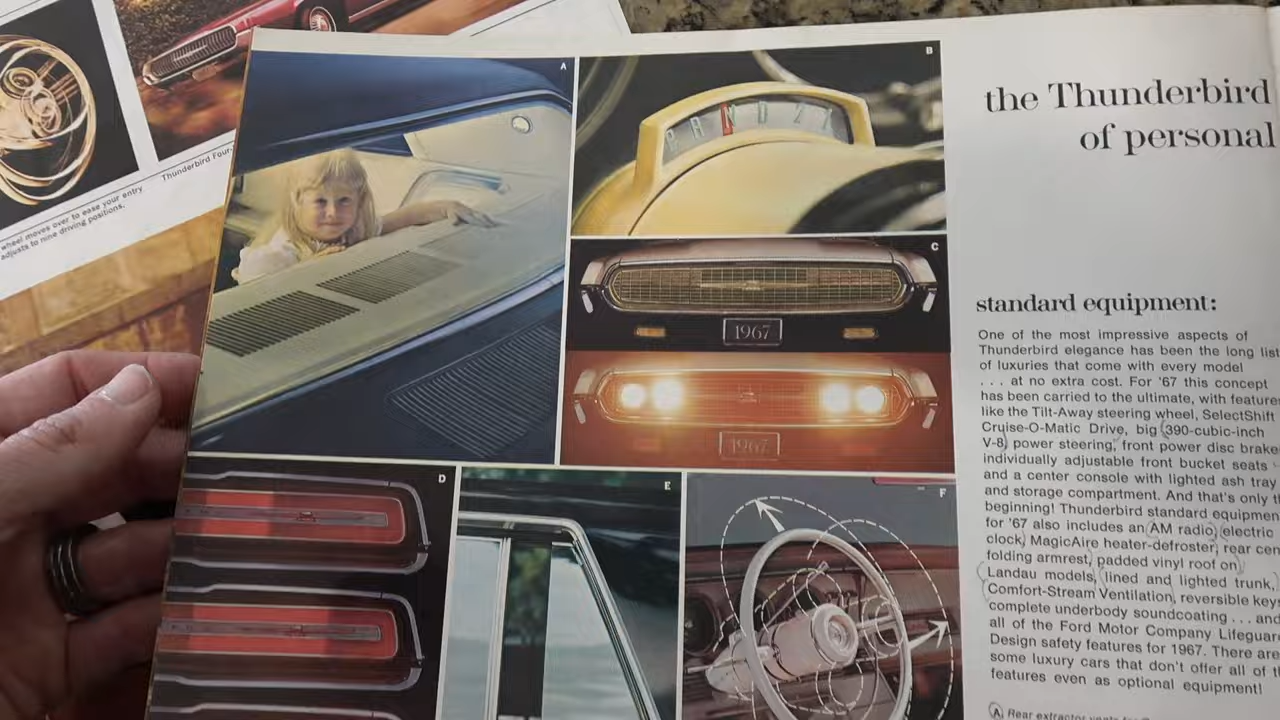 wheel moves over to ease your entry
adjusts to nine driving positions.
Thunderbird Four-
A
B
P R N D 2 1
C
1967
1967
D
E
F
the Thunderbird
of personal
standard equipment:
One of the most impressive aspects of
Thunderbird elegance has been the long list
of luxuries that come with every model
. . . at no extra cost. For '67 this concept
has been carried to the ultimate, with features
like the Tilt-Away steering wheel, SelectShift
Cruise-O-Matic Drive, big 390-cubic-inch
V-8, power steering, front power disc brakes
individually adjustable front bucket seats
and a center console with lighted ash tray
and storage compartment. And that's only
beginning! Thunderbird standard equipment
for '67 also includes an AM radio, electric
clock, MagicAire heater-defroster, rear cen
folding armrest, padded vinyl roof on
Landau models, lined and lighted trunk,
Comfort-Stream Ventilation, reversible key
complete underbody soundcoating . . . and
all of the Ford Motor Company Lifeguar
Design safety features for 1967. There are
some luxury cars that don't offer all of
features even as optional equipment!
A Rear extractor vents